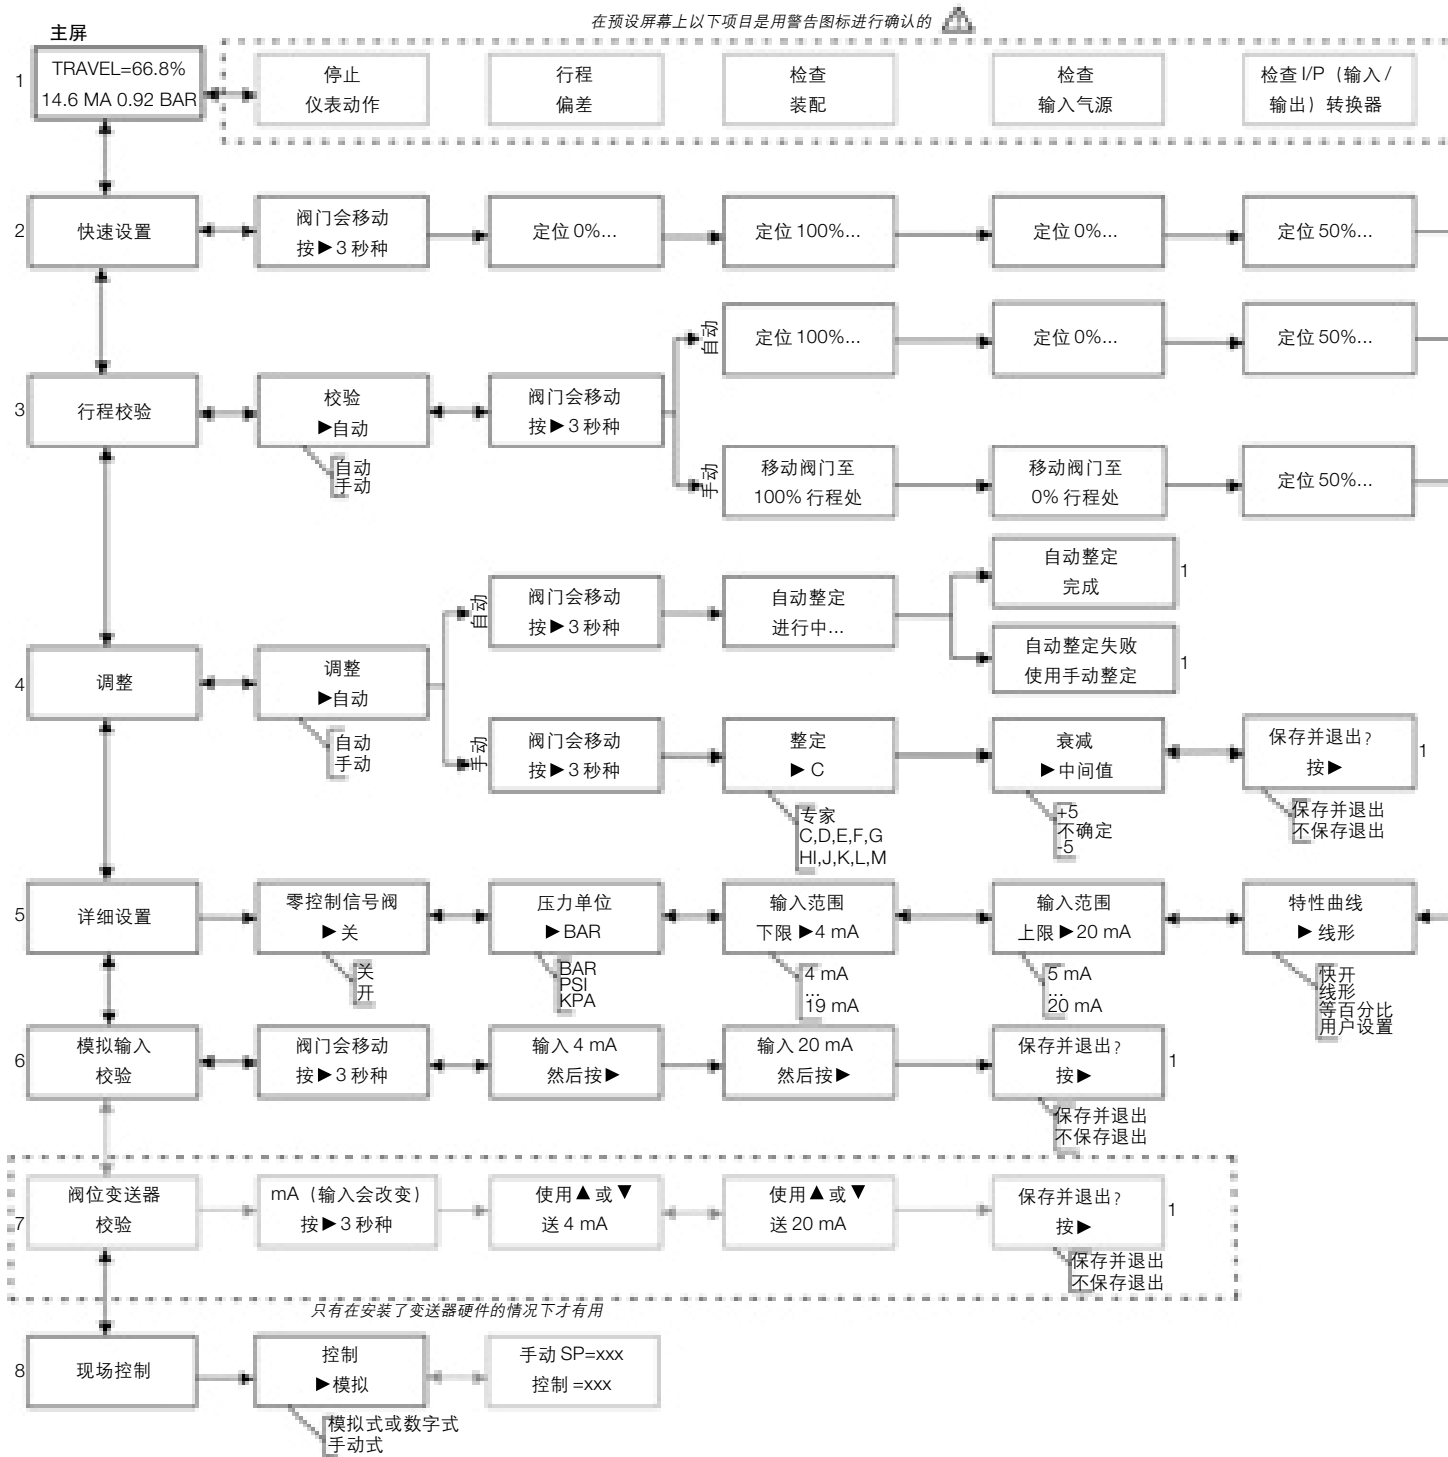 在预设屏幕上以下项目是用警告图标进行确认的
主屏
1
TRAVEL=66.8%
14.6 MA 0.92 BAR
停止
仪表动作
行程
偏差
检查
装配
检查
输入气源
检查 I/P（输入 /
输出）转换器
2
快速设置
阀门会移动
按▶3 秒种
定位 0%...
定位 100%...
定位 0%...
定位 50%...
3
行程校验
校验
▶自动
自动
手动
阀门会移动
按▶3 秒种
自动
定位 100%...
定位 0%...
定位 50%...
手动
移动阀门至
100% 行程处
移动阀门至
0% 行程处
定位 50%...
4
调整
调整
▶自动
自动
手动
自动
阀门会移动
按▶3 秒种
自动整定
进行中...
自动整定
完成
1
自动整定失败
使用手动整定
1
手动
阀门会移动
按▶3 秒种
整定
▶ C
专家
C,D,E,F,G
HI,J,K,L,M
衰减
▶中间值
+5
不确定
-5
保存并退出?
按▶
1
保存并退出
不保存退出
5
详细设置
零控制信号阀
▶ 关
关
开
压力单位
▶BAR
BAR
PSI
KPA
输入范围
下限 ▶4 mA
4 mA
...
19 mA
输入范围
上限 ▶20 mA
5 mA
...
20 mA
特性曲线
▶ 线形
快开
线形
等百分比
用户设置
6
模拟输入
校验
阀门会移动
按▶3 秒种
输入 4 mA
然后按▶
输入 20 mA
然后按▶
保存并退出?
按▶
1
保存并退出
不保存退出
7
阀位变送器
校验
mA（输入会改变）
按▶3 秒种
使用▲或▼
送 4 mA
使用▲或▼
送 20 mA
保存并退出?
按▶
1
保存并退出
不保存退出
只有在安装了变送器硬件的情况下才有用
8
现场控制
控制
▶模拟
模拟式或数字式
手动式
手动 SP=xxx
控制 =xxx